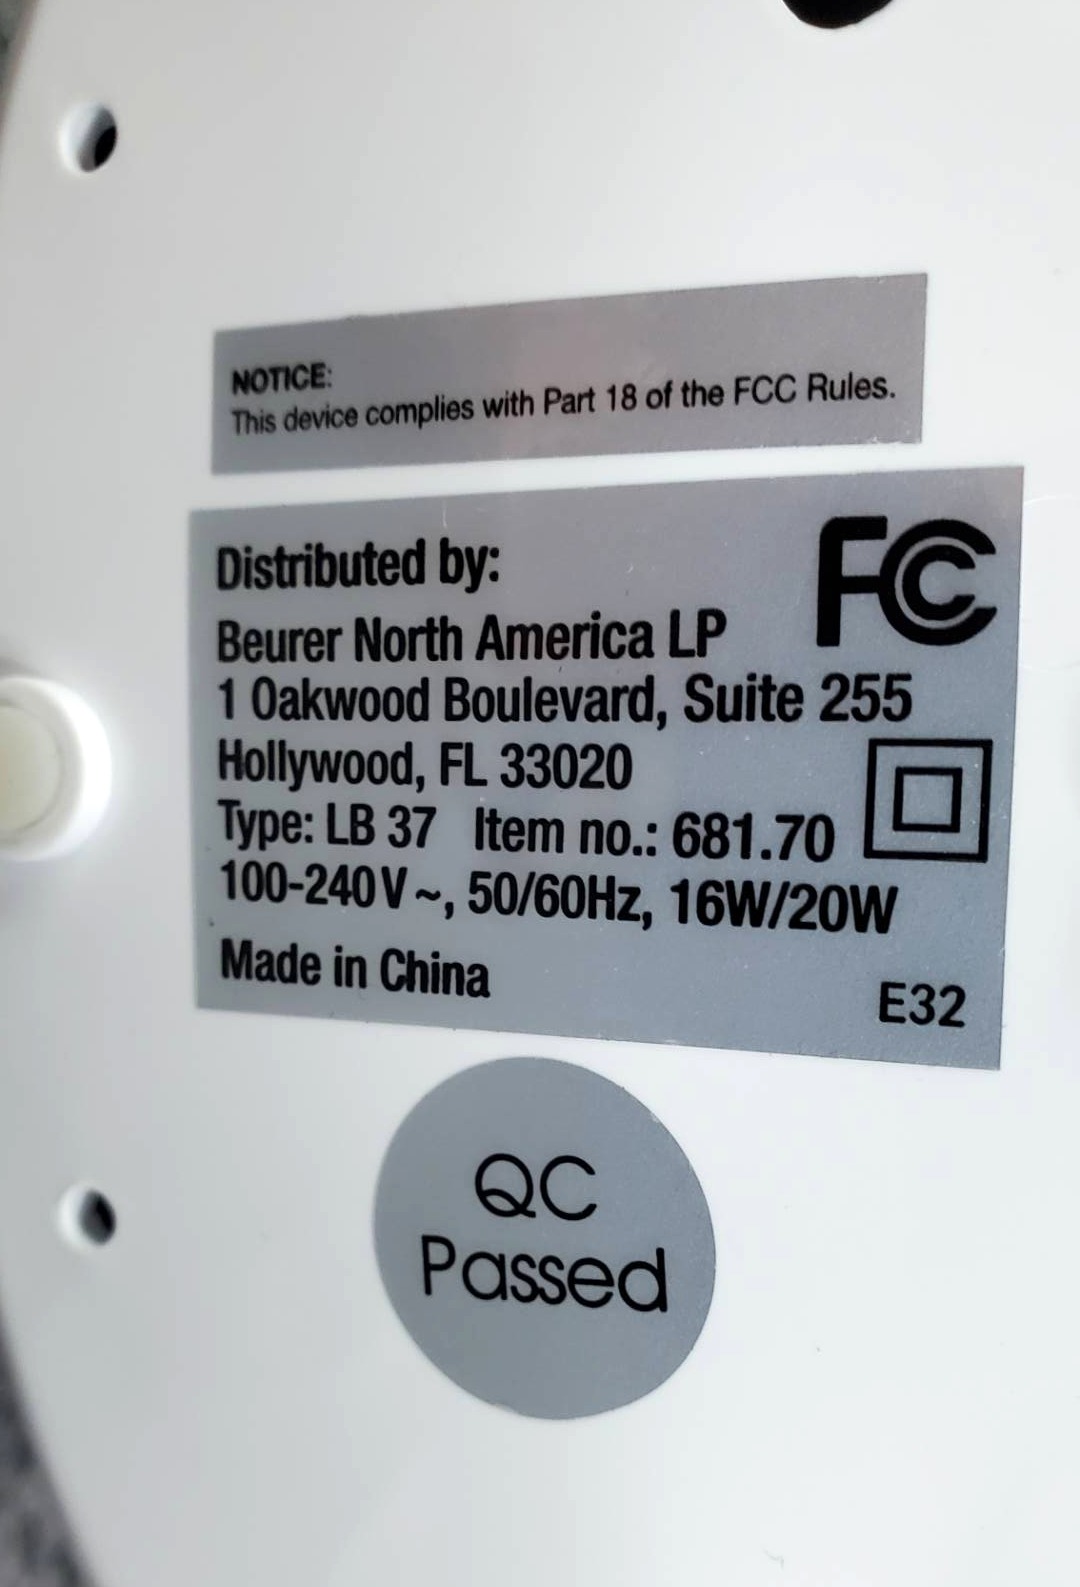 NOTICE:
This device complies with Part 18 of the FCC Rules.
Distributed by:
FC
Beurer North America LP
1 Oakwood Boulevard, Suite 255
Hollywood, FL 33020
Type: LB 37 Item no.: 681.70
100-240V~, 50/60Hz, 16W/20W
Made in China
E32
QC
Passed